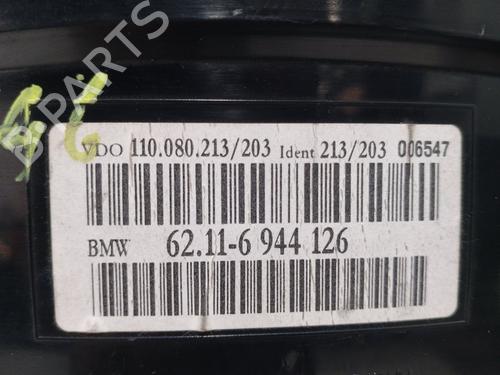 B-PARTS
VDO 110.080.213/203 Ident 213/203 006547
BMW 62.11-6 944 126